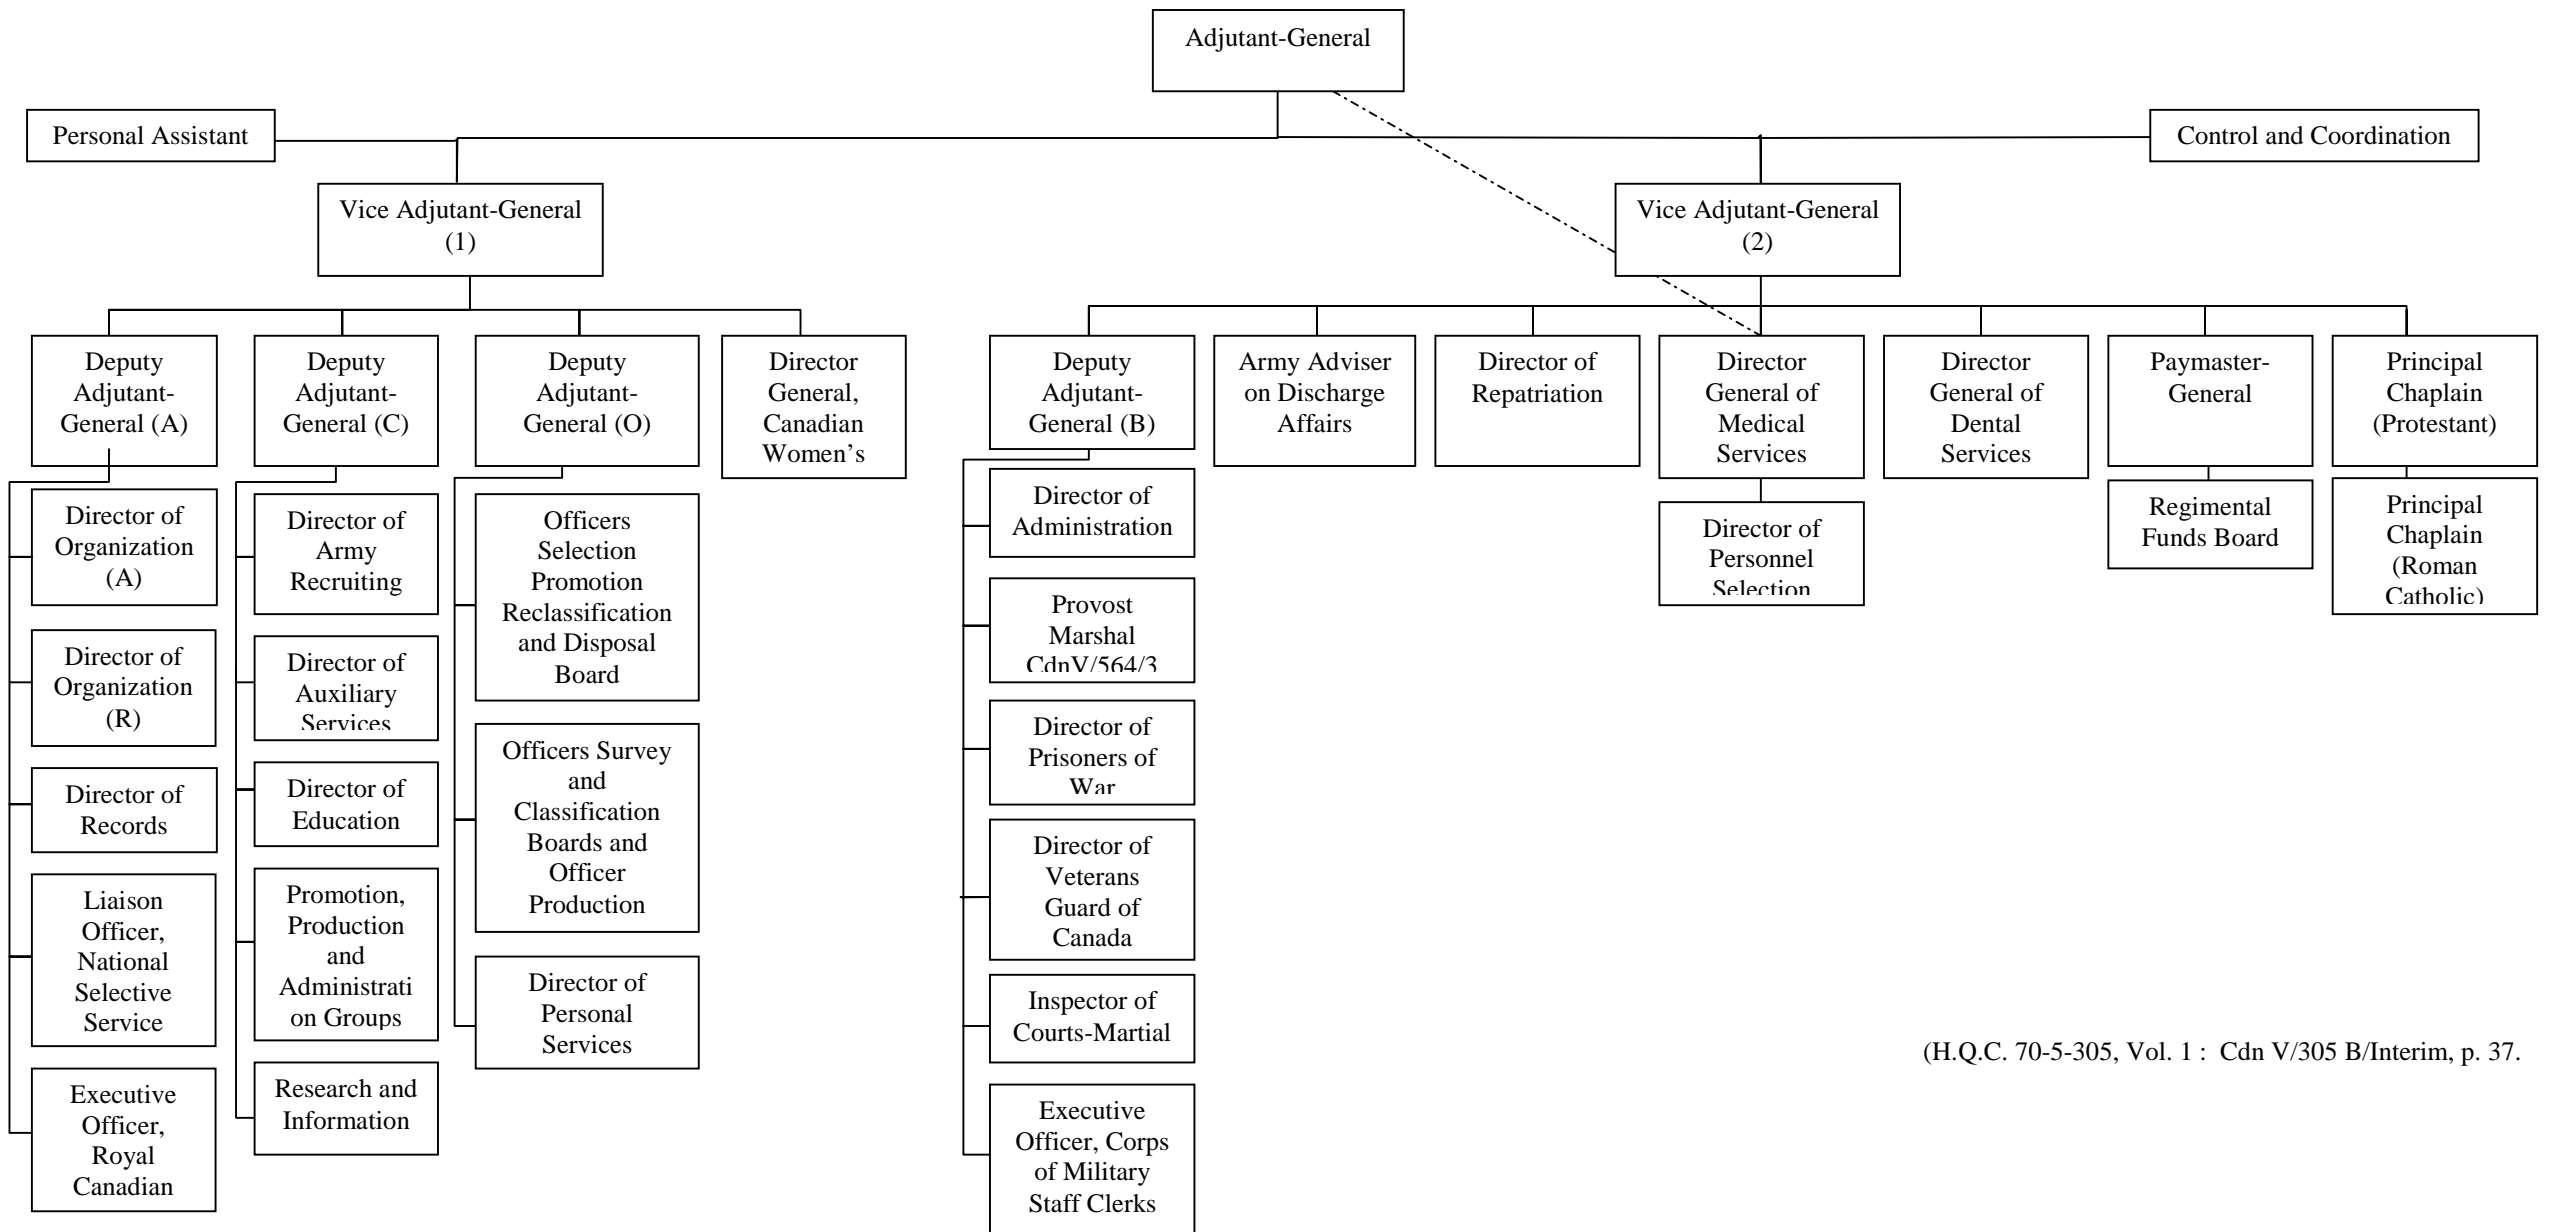 Adjutant-General
Personal Assistant
Control and Coordination
Vice Adjutant-General
(1)
Vice Adjutant-General
(2)
Deputy
Adjutant-
General (A)
Deputy
Adjutant-
General (C)
Deputy
Adjutant-
General (O)
Director
General,
Canadian
Women’s
Deputy
Adjutant-
General (B)
Army Adviser
on Discharge
Affairs
Director of
Repatriation
Director
General of
Medical
Services
Director
General of
Dental
Services
Paymaster-
General
Principal
Chaplain
(Protestant)
Director of
Organization
(A)
Director of
Organization
(R)
Director of
Records
Liaison
Officer,
National
Selective
Service
Executive
Officer,
Royal
Canadian
Director of
Army
Recruiting
Director of
Auxiliary
Services
Director of
Education
Promotion,
Production
and
Administrati
on Groups
Research and
Information
Officers
Selection
Promotion
Reclassification
and Disposal
Board
Officers Survey
and
Classification
Boards and
Officer
Production
Director of
Personal
Services
Director of
Administration
Provost
Marshal
CdnV/564/3
Director of
Prisoners of
War
Director of
Veterans
Guard of
Canada
Inspector of
Courts-Martial
Executive
Officer, Corps
of Military
Staff Clerks
Director of
Personnel
Selection
Regimental
Funds Board
Principal
Chaplain
(Roman
Catholic)
(H.Q.C. 70-5-305, Vol. 1 : Cdn V/305 B/Interim, p. 37.